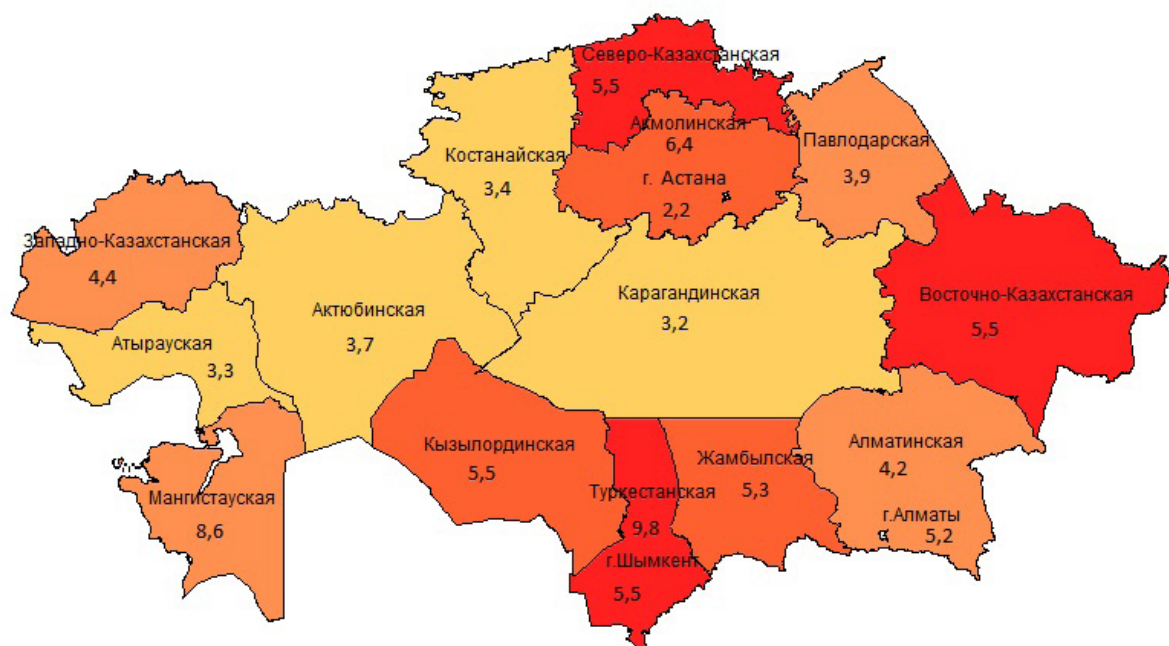 Северо-Казахстанская
5,5
Акмолинская
6,4
г. Астана
2,2
Павлодарская
3,9
Костанайская
3,4
Западно-Казахстанская
4,4
Актюбинская
3,7
Карагандинская
3,2
Восточно-Казахстанская
5,5
Атырауская
3,3
Кызылординская
5,5
Жамбылская
5,3
Алматинская
4,2
г.Алматы
5,2
Мангистауская
8,6
Туркестанская
9,8
г.Шымкент
5,5